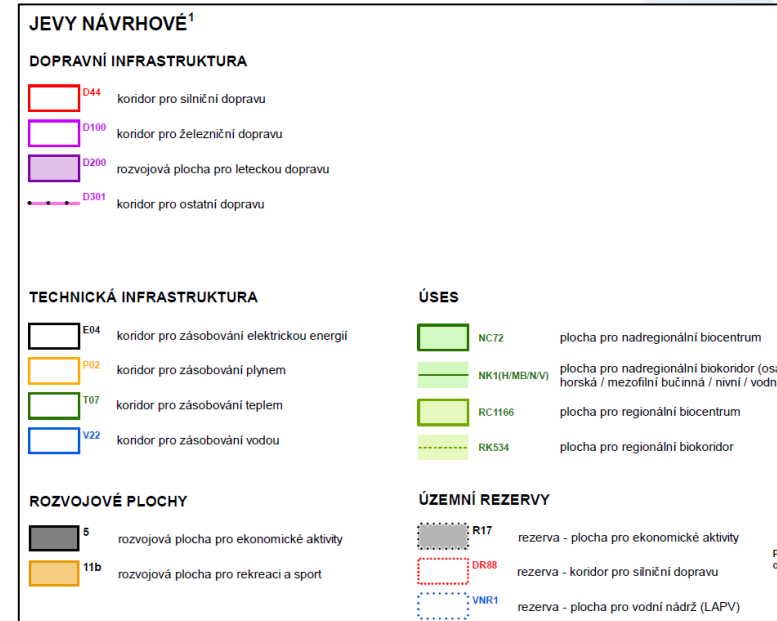 JEVY NÁVRHOVÉ¹
DOPRAVNÍ INFRASTRUKTURA
D44 koridor pro silniční dopravu
D100 koridor pro železniční dopravu
D200 rozvojová plocha pro leteckou dopravu
D301 koridor pro ostatní dopravu
TECHNICKÁ INFRASTRUKTURA
E04 koridor pro zásobování elektrickou energií
P02 koridor pro zásobování plynem
T07 koridor pro zásobování teplem
V22 koridor pro zásobování vodou
ÚSES
NC72 plocha pro nadregionální biocentrum
NK1(H/MB/N/V) plocha pro nadregionální biokoridor (osa
horská / mezofilní bučinná / nivní / vodn
RC1166 plocha pro regionální biocentrum
RK534 plocha pro regionální biokoridor
ROZVOJOVÉ PLOCHY
5 rozvojová plocha pro ekonomické aktivity
11b rozvojová plocha pro rekreaci a sport
ÚZEMNÍ REZERVY
R17 rezerva - plocha pro ekonomické aktivity
DR88 rezerva - koridor pro silniční dopravu
VNR1 rezerva - plocha pro vodní nádrž (LAPV)